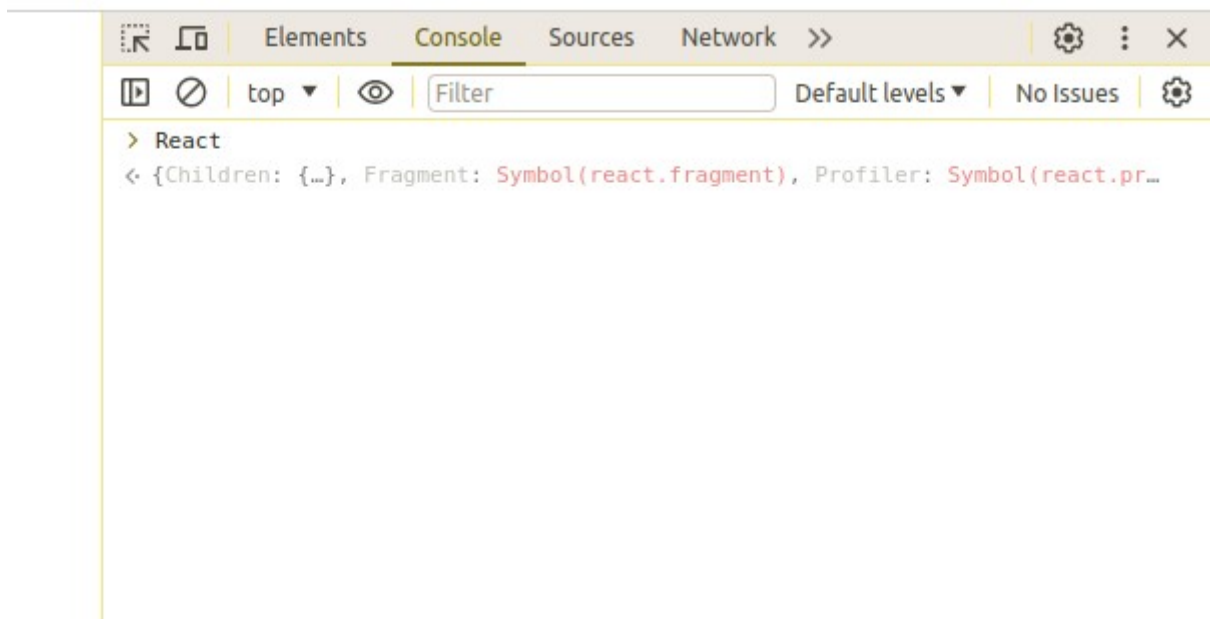 Elements Console Sources Network >>
top ▼ Filter Default levels ▼ No Issues
> React
<· {Children: {…}, Fragment: Symbol(react.fragment), Profiler: Symbol(react.pr…